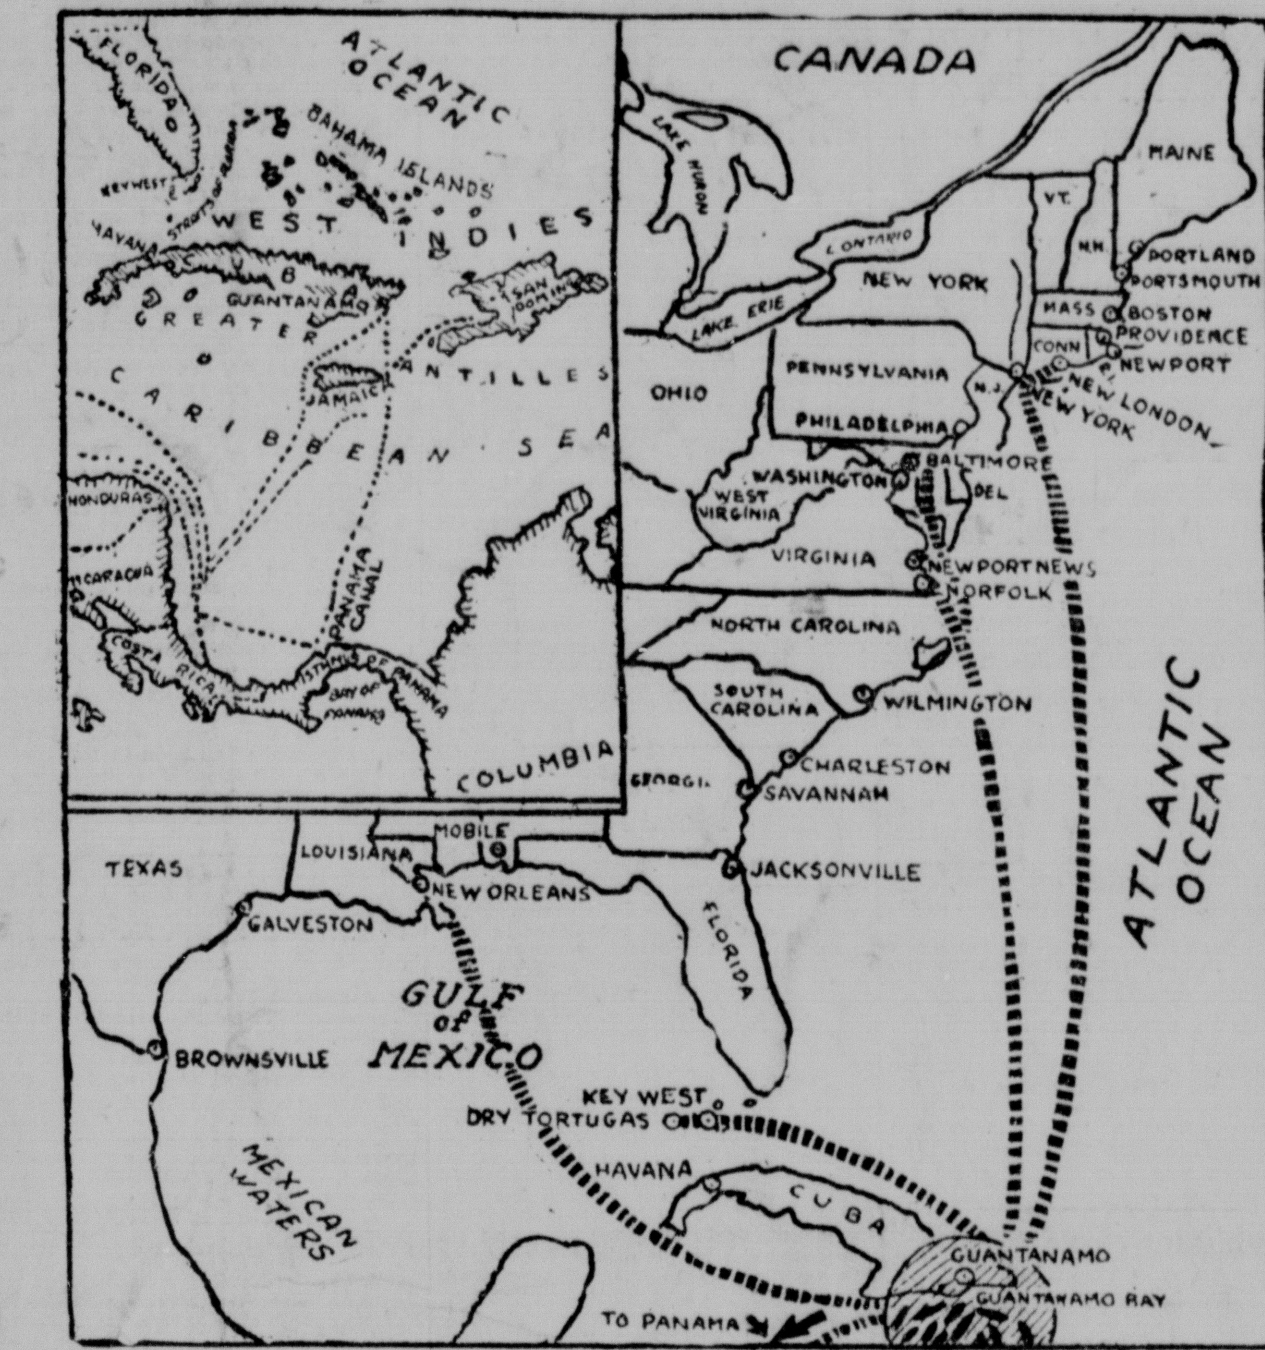 FLORIDA
ATLANTIC
OCEAN
BAHAMA ISLANDS
KEY WEST
STRAITS OF FLORIDA
HAVANA
WEST INDIES
CUBA
GUANTANAMO
SAN
DOMINGO
GREATER
ANTILLES
JAMAICA
CARIBBEAN SEA
HONDURAS
NICARAGUA
COSTA
RICA
PANAMA
CANAL
ISTHMUS OF PANAMA
BAY OF
PANAMA
COLUMBIA
CANADA
LAKE HURON
MAINE
VT.
N.H.
L. ONTARIO
PORTLAND
PORTSMOUTH
NEW YORK
LAKE ERIE
MASS
BOSTON
PROVIDENCE
CONN
R.I.
NEWPORT
OHIO
PENNSYLVANIA
N.J.
NEW LONDON
NEW YORK
PHILADELPHIA
BALTIMORE
WASHINGTON
DEL
WEST
VIRGINIA
VIRGINIA
NEWPORT NEWS
NORFOLK
NORTH CAROLINA
SOUTH
CAROLINA
WILMINGTON
GEORGI.
CHARLESTON
SAVANNAH
JACKSONVILLE
ATLANTIC
OCEAN
TEXAS
LOUISIANA
MOBILE
NEW ORLEANS
GALVESTON
FLORIDA
GULF
of
MEXICO
BROWNSVILLE
KEY WEST
DRY TORTUGAS
MEXICAN
WATERS
HAVANA
CUBA
GUANTANAMO
GUANTANAMO BAY
TO PANAMA